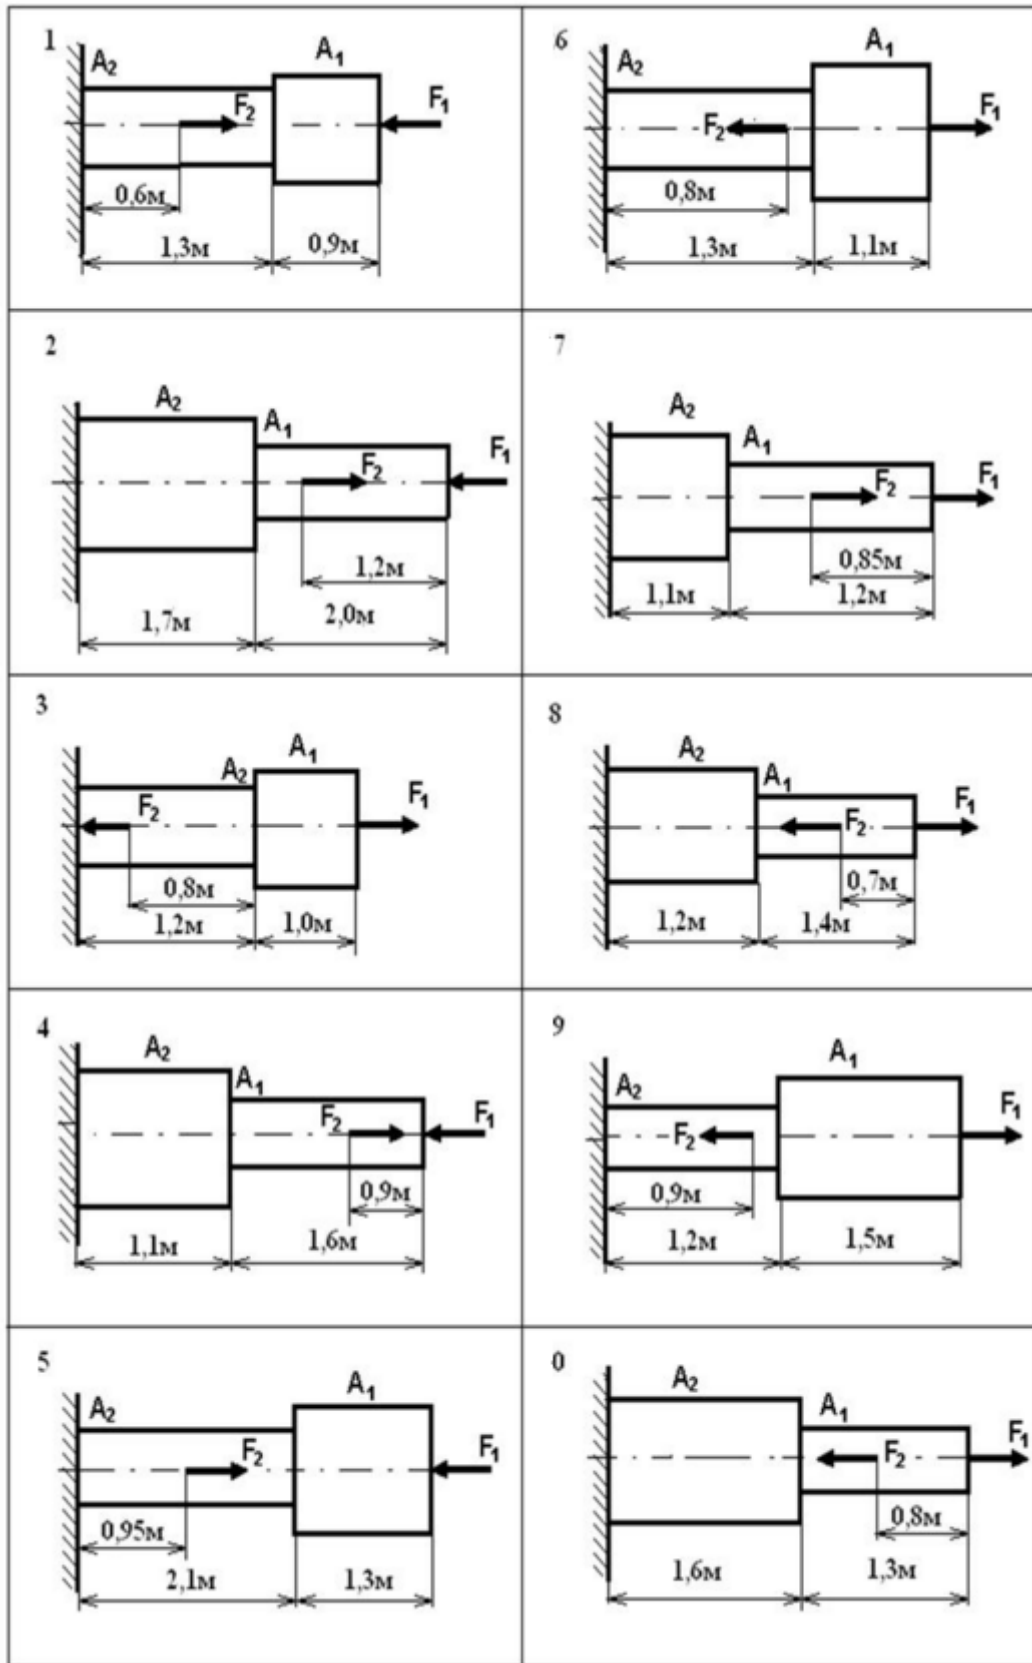 1
A₂
A₁
F₂
F₁
0,6м
1,3м
0,9м
6
A₂
A₁
F₂
F₁
0,8м
1,3м
1,1м
2
A₂
A₁
F₂
F₁
1,2м
1,7м
2,0м
7
A₂
A₁
F₂
F₁
0,85м
1,1м
1,2м
3
A₂
A₁
F₂
F₁
0,8м
1,2м
1,0м
8
A₂
A₁
F₂
F₁
0,7м
1,2м
1,4м
4
A₂
A₁
F₂
F₁
0,9м
1,1м
1,6м
9
A₂
A₁
F₂
F₁
0,9м
1,2м
1,5м
5
A₂
A₁
F₂
F₁
0,95м
2,1м
1,3м
0
A₂
A₁
F₂
F₁
0,8м
1,6м
1,3м